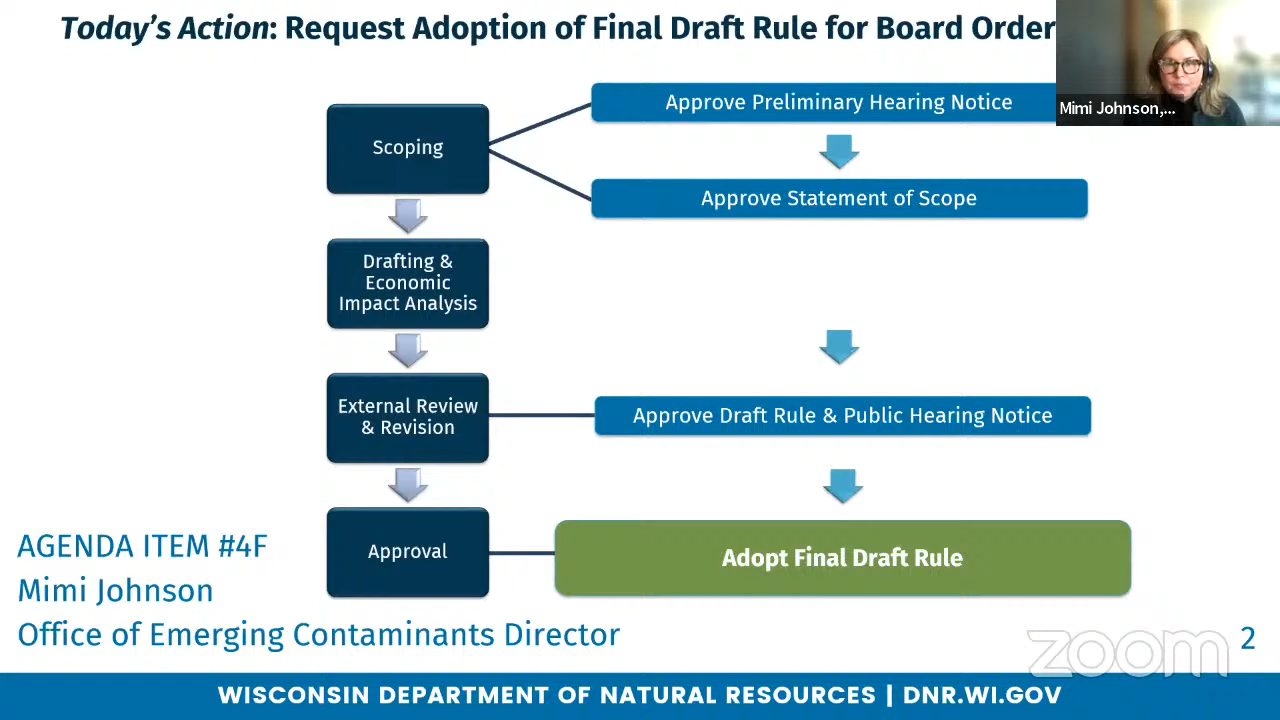 Today's Action: Request Adoption of Final Draft Rule for Board Order
Mimi Johnson,...
Approve Preliminary Hearing Notice
Scoping
Approve Statement of Scope
Drafting &
Economic
Impact Analysis
External Review
& Revision
Approve Draft Rule & Public Hearing Notice
Approval
Adopt Final Draft Rule
AGENDA ITEM #4F
Mimi Johnson
Office of Emerging Contaminants Director
zoom
2
WISCONSIN DEPARTMENT OF NATURAL RESOURCES | DNR.WI.GOV